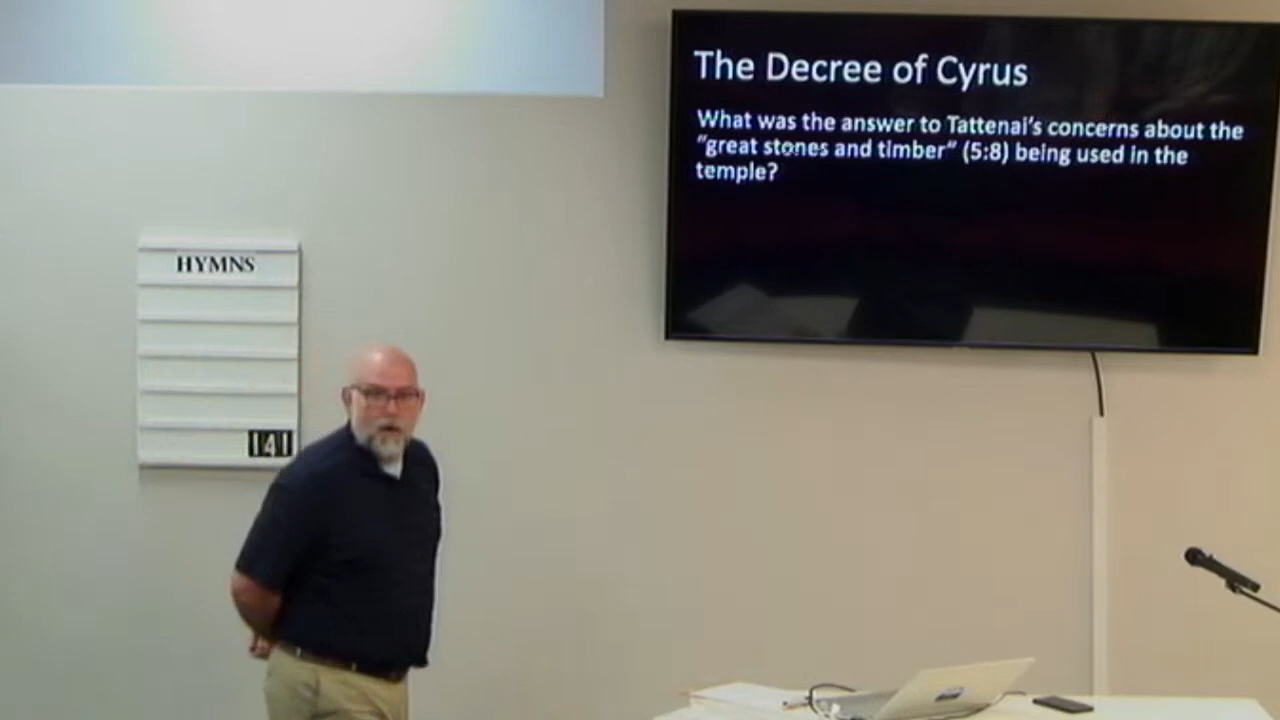 The Decree of Cyrus
What was the answer to Tattenai's concerns about the
"great stones and timber" (5:8) being used in the
temple?
HYMNS
141